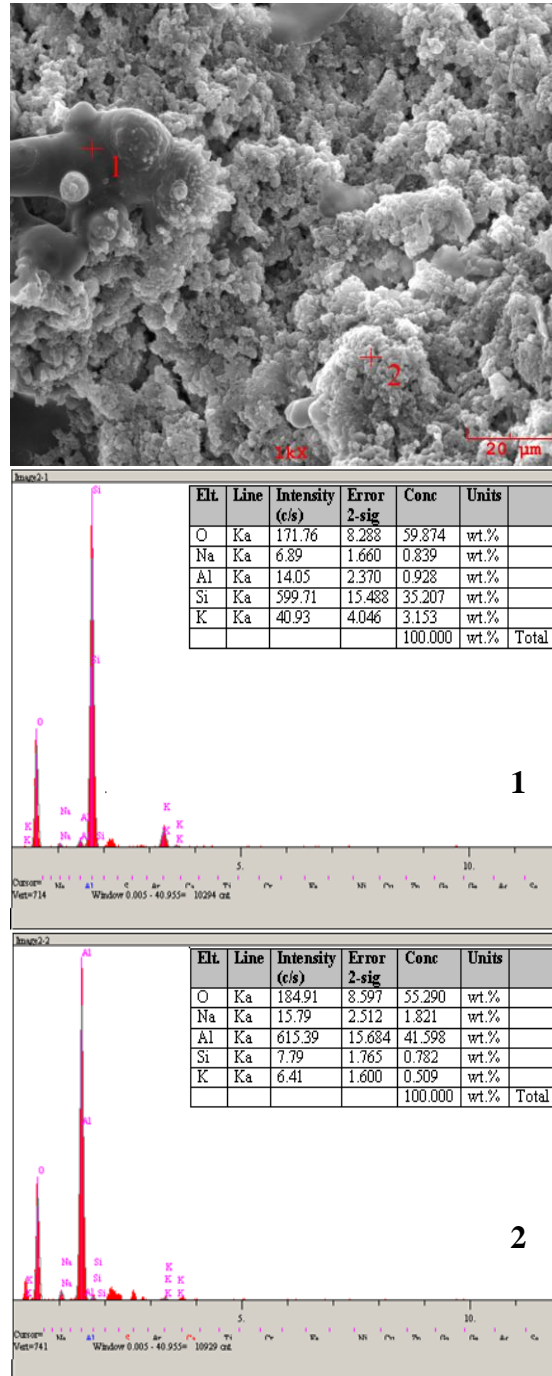 1
2
1kX
20 µm
Image2-1
Elt. Line Intensity (c/s) Error 2-sig Conc Units
O Ka 171.76 8.288 59.874 wt.%
Na Ka 6.89 1.660 0.839 wt.%
Al Ka 14.05 2.370 0.928 wt.%
Si Ka 599.71 15.488 35.207 wt.%
K Ka 40.93 4.046 3.153 wt.%
100.000 wt.% Total
Si
Si
O
Na
K
K
K
K
K
Na
Si
K
1
5.
10.
Cursor=
Vert=714 Window 0.005 - 40.955= 10294 cnt
Image2-2
Elt. Line Intensity (c/s) Error 2-sig Conc Units
O Ka 184.91 8.597 55.290 wt.%
Na Ka 15.79 2.512 1.821 wt.%
Al Ka 615.39 15.684 41.598 wt.%
Si Ka 7.79 1.765 0.782 wt.%
K Ka 6.41 1.600 0.509 wt.%
100.000 wt.% Total
Al
Al
O
Na Si K
Si K K
K Na K
K Al Si K K
2
5.
10.
Cursor=
Vert=741 Window 0.005 - 40.955= 10929 cnt